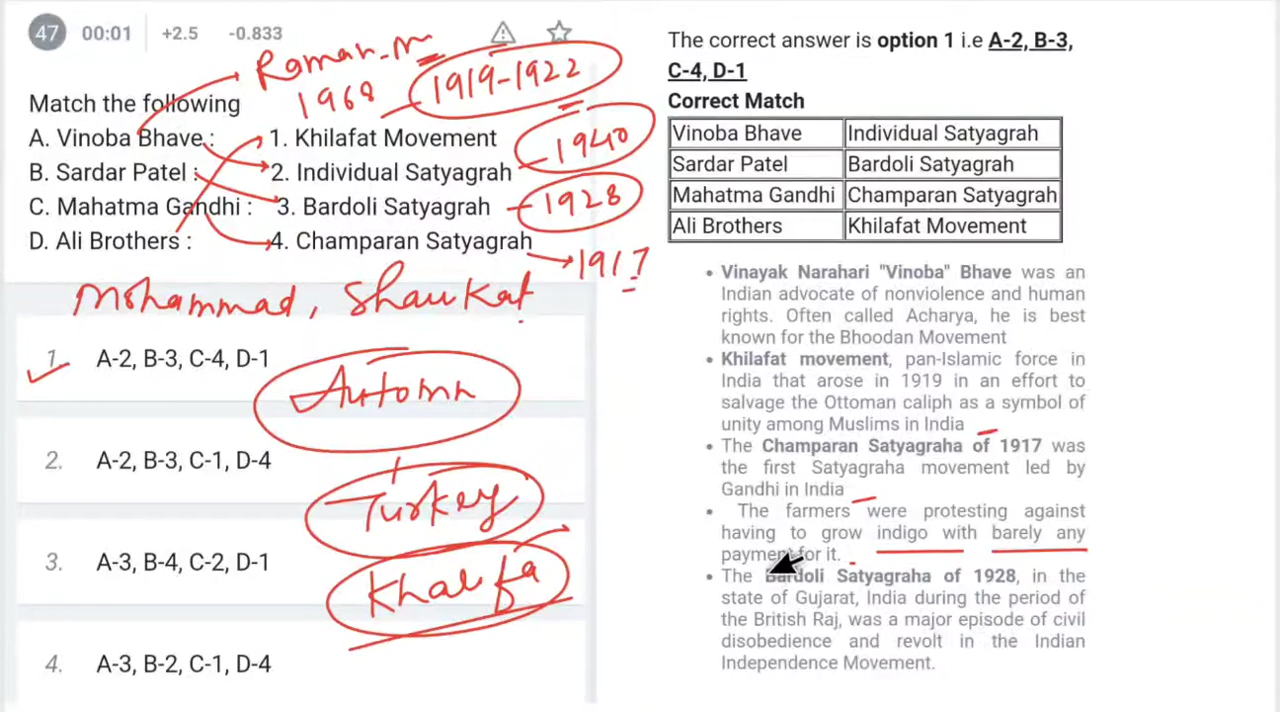 47 00:01 +2.5 -0.833
Raman.m
1968
1919-1922
Match the following
A. Vinoba Bhave : 1. Khilafat Movement
1940
B. Sardar Patel : 2. Individual Satyagrah
C. Mahatma Gandhi : 3. Bardoli Satyagrah
1928
D. Ali Brothers : 4. Champaran Satyagrah
1917
Mohammad, Shaukat
1. A-2, B-3, C-4, D-1
Automn
2. A-2, B-3, C-1, D-4
Turkey
3. A-3, B-4, C-2, D-1
Khalifa
4. A-3, B-2, C-1, D-4
The correct answer is option 1 i.e A-2, B-3,
C-4, D-1
Correct Match
Vinoba Bhave Individual Satyagrah
Sardar Patel Bardoli Satyagrah
Mahatma Gandhi Champaran Satyagrah
Ali Brothers Khilafat Movement
• Vinayak Narahari "Vinoba" Bhave was an
Indian advocate of nonviolence and human
rights. Often called Acharya, he is best
known for the Bhoodan Movement
• Khilafat movement, pan-Islamic force in
India that arose in 1919 in an effort to
salvage the Ottoman caliph as a symbol of
unity among Muslims in India
• The Champaran Satyagraha of 1917 was
the first Satyagraha movement led by
Gandhi in India
• The farmers were protesting against
having to grow indigo with barely any
payment for it.
• The Bardoli Satyagraha of 1928, in the
state of Gujarat, India during the period of
the British Raj, was a major episode of civil
disobedience and revolt in the Indian
Independence Movement.